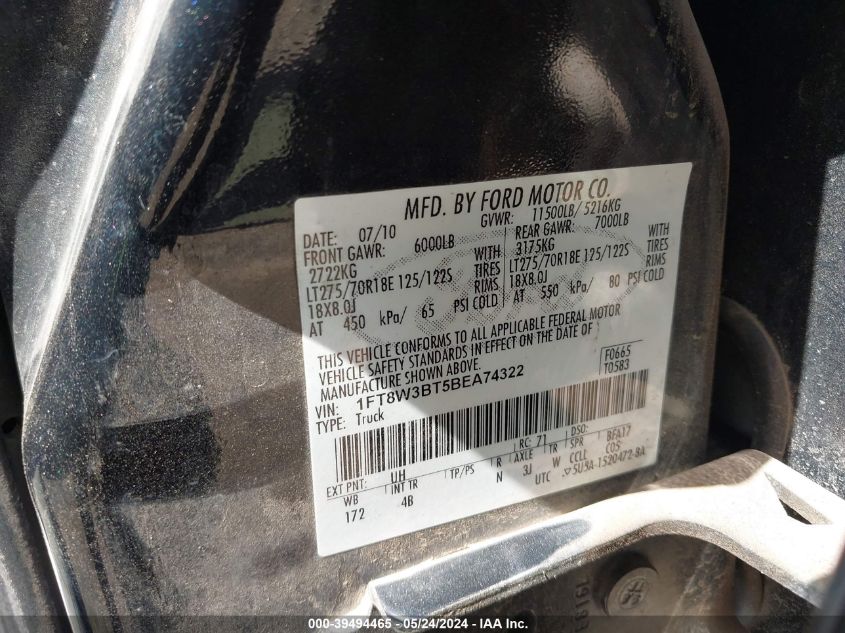 MFD. BY FORD MOTOR CO.
DATE: 07/10 GVWR: 11500LB/ 5216KG
FRONT GAWR: 6000LB REAR GAWR: 7000LB
2722KG WITH 3175KG WITH
LT275/70R18E 125/122S TIRES LT275/70R18E 125/122S TIRES
18X8.0J RIMS 18X8.0J RIMS
AT 450 kPa/ 65 PSI COLD AT 550 kPa/ 80 PSI COLD
THIS VEHICLE CONFORMS TO ALL APPLICABLE FEDERAL MOTOR
VEHICLE SAFETY STANDARDS IN EFFECT ON THE DATE OF
MANUFACTURE SHOWN ABOVE.
F0665
T0583
VIN: 1FT8W3BT5BEA74322
TYPE: Truck
EXT PNT: UH RC: 71 DSO:
WB INT TR TP/PS R AXLE TR SPR BFA17
172 4B N 3J W CCLL C05
UTC 5U5A-1520472-BA
000-39494465 - 05/24/2024 - IAA Inc.